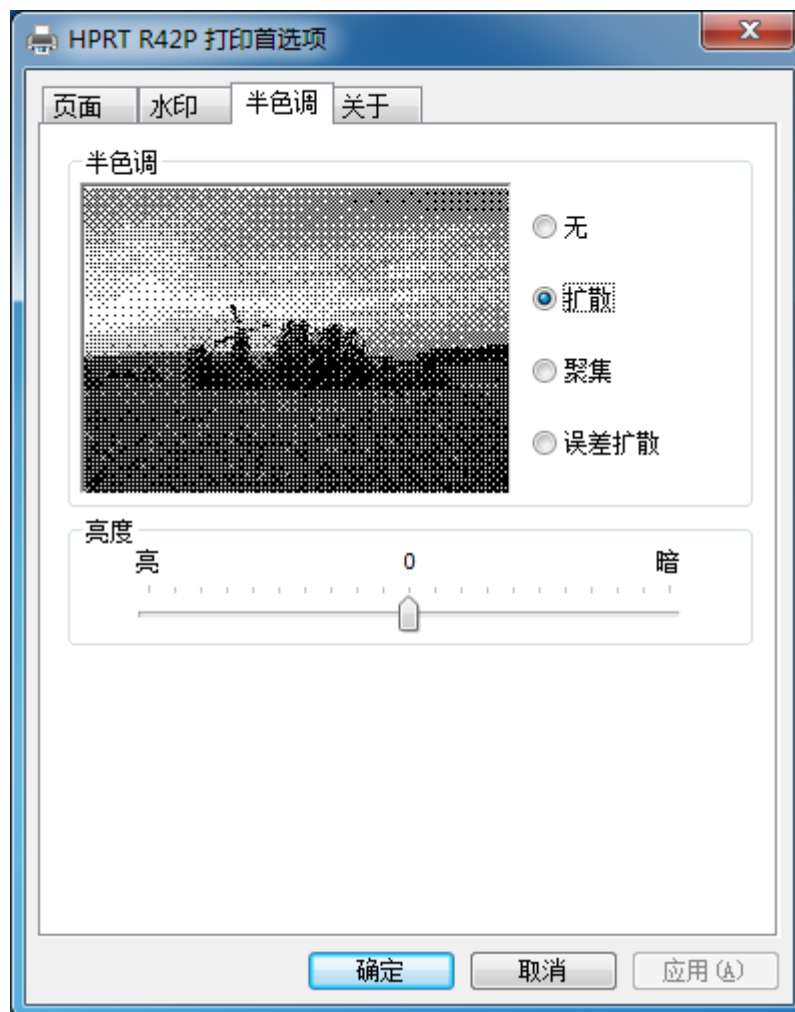 HPRT R42P 打印首选项
页面 水印 半色调 关于
半色调
无
扩散
聚集
误差扩散
亮度
亮 0 暗
确定 取消 应用(A)